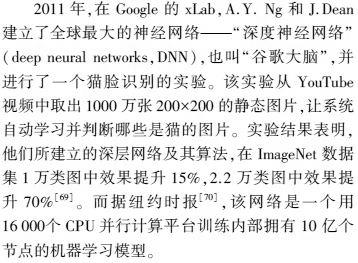 2011 年,在 Google 的 xLab,A. Y. Ng 和 J. Dean
建立了全球最大的神经网络——“深度神经网络”
(deep neural networks,DNN),也叫“谷歌大脑”,并
进行了一个猫脸识别的实验。该实验从 YouTube
视频中取出 1000 万张 200×200 的静态图片,让系统
自动学习并判断哪些是猫的图片。实验结果表明,
他们所建立的深层网络及其算法,在 ImageNet 数据
集 1 万类图中效果提升 15%,2.2 万类图中效果提
升 70%[69]。而据纽约时报[70],该网络是一个用
16 000个 CPU 并行计算平台训练内部拥有 10 亿个
节点的机器学习模型。